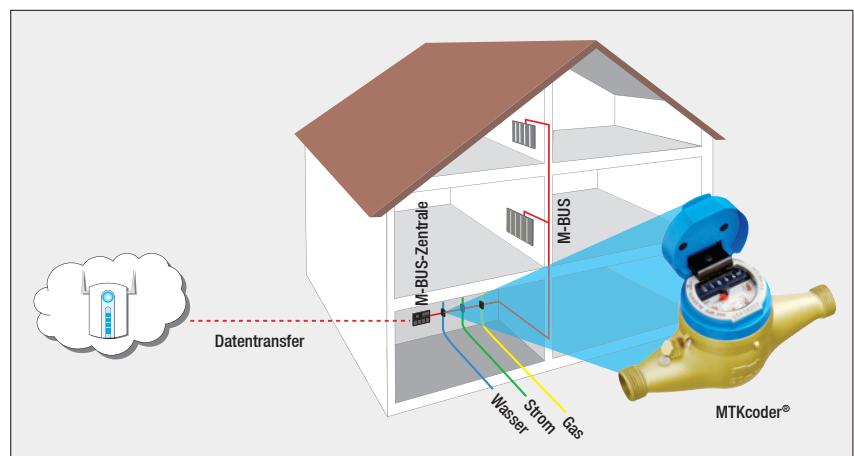 M-BUS-Zentrale
M-BUS
Datentransfer
Wasser
Strom
Gas
MTKcoder®